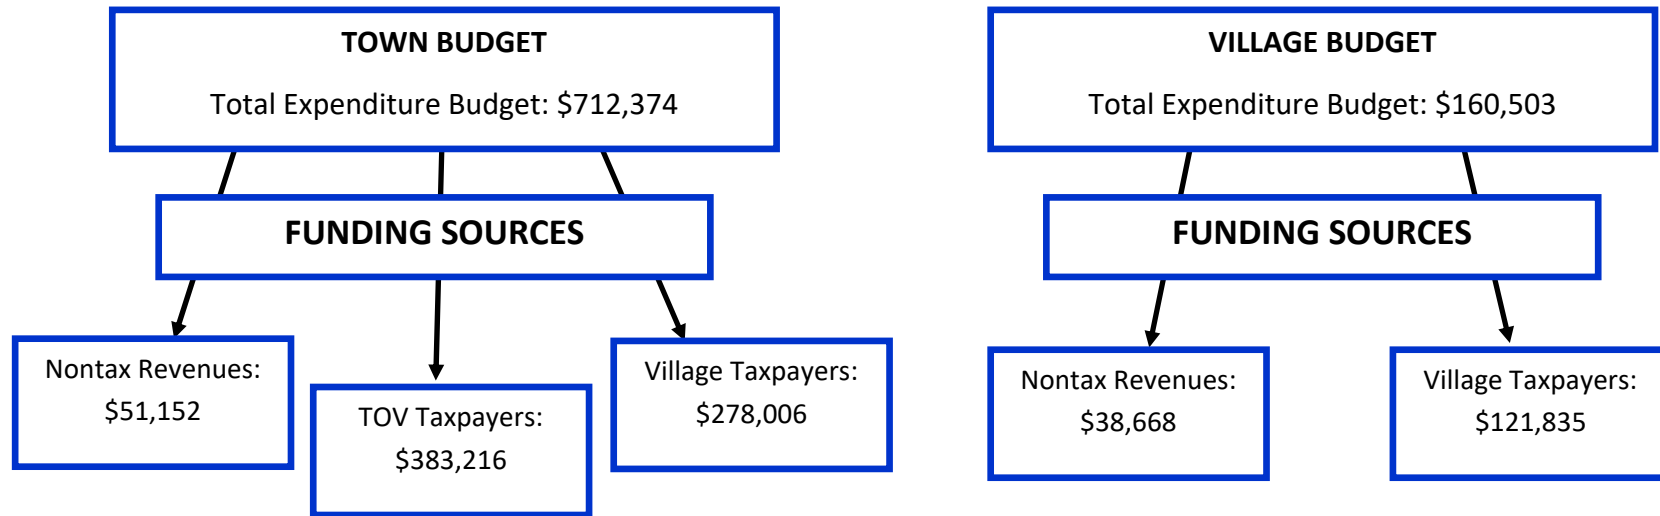 TOWN BUDGET
Total Expenditure Budget: $712,374
FUNDING SOURCES
Nontax Revenues:
$51,152
TOV Taxpayers:
$383,216
Village Taxpayers:
$278,006
VILLAGE BUDGET
Total Expenditure Budget: $160,503
FUNDING SOURCES
Nontax Revenues:
$38,668
Village Taxpayers:
$121,835